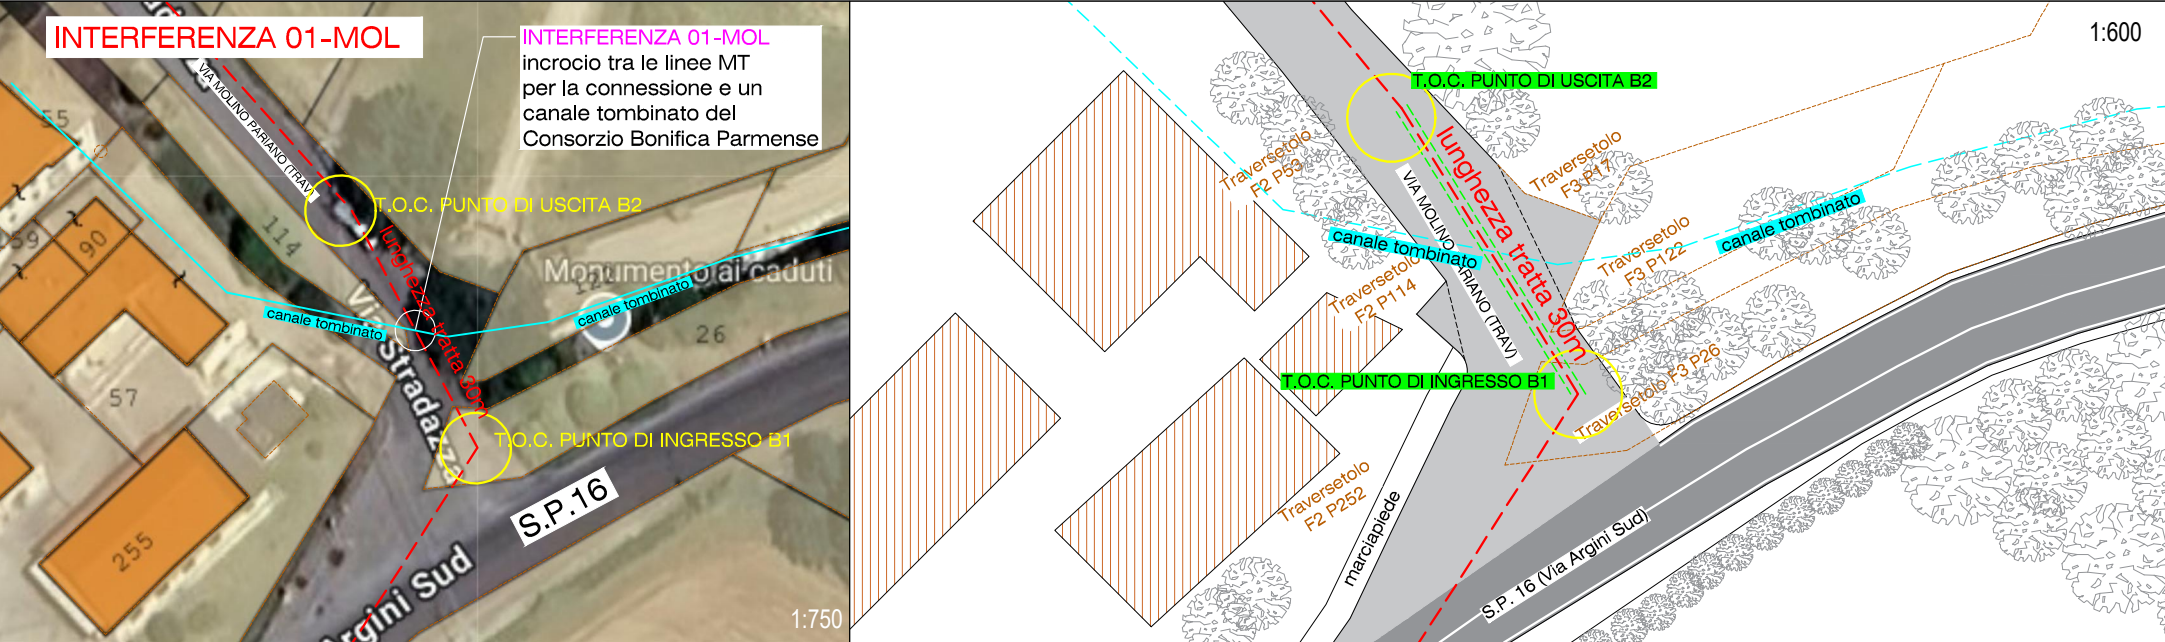 INTERFERENZA 01-MOL
INTERFERENZA 01-MOL
incrocio tra le linee MT
per la connessione e un
canale tombinato del
Consorzio Bonifica Parmense
VIA MOLINO PARIANO (TRAV
55
114
59
90
57
255
T.O.C. PUNTO DI USCITA B2
lunghezza tratta 30m
Monumento ai caduti
122
canale tombinato
canale tombinato
26
Via Stradazza
T.O.C. PUNTO DI INGRESSO B1
S.P.16
Argini Sud
1:750
1:600
T.O.C. PUNTO DI USCITA B2
lunghezza tratta 30m
Traversetolo
F2 P53
Traversetolo
F3 P17
VIA MOLINO PARIANO (TRAV)
canale tombinato
canale tombinato
Traversetolo
F3 P122
Traversetolo
F2 P114
T.O.C. PUNTO DI INGRESSO B1
Traversetolo F3 P26
Traversetolo
F2 P252
marciapiede
S.P. 16 (Via Argini Sud)